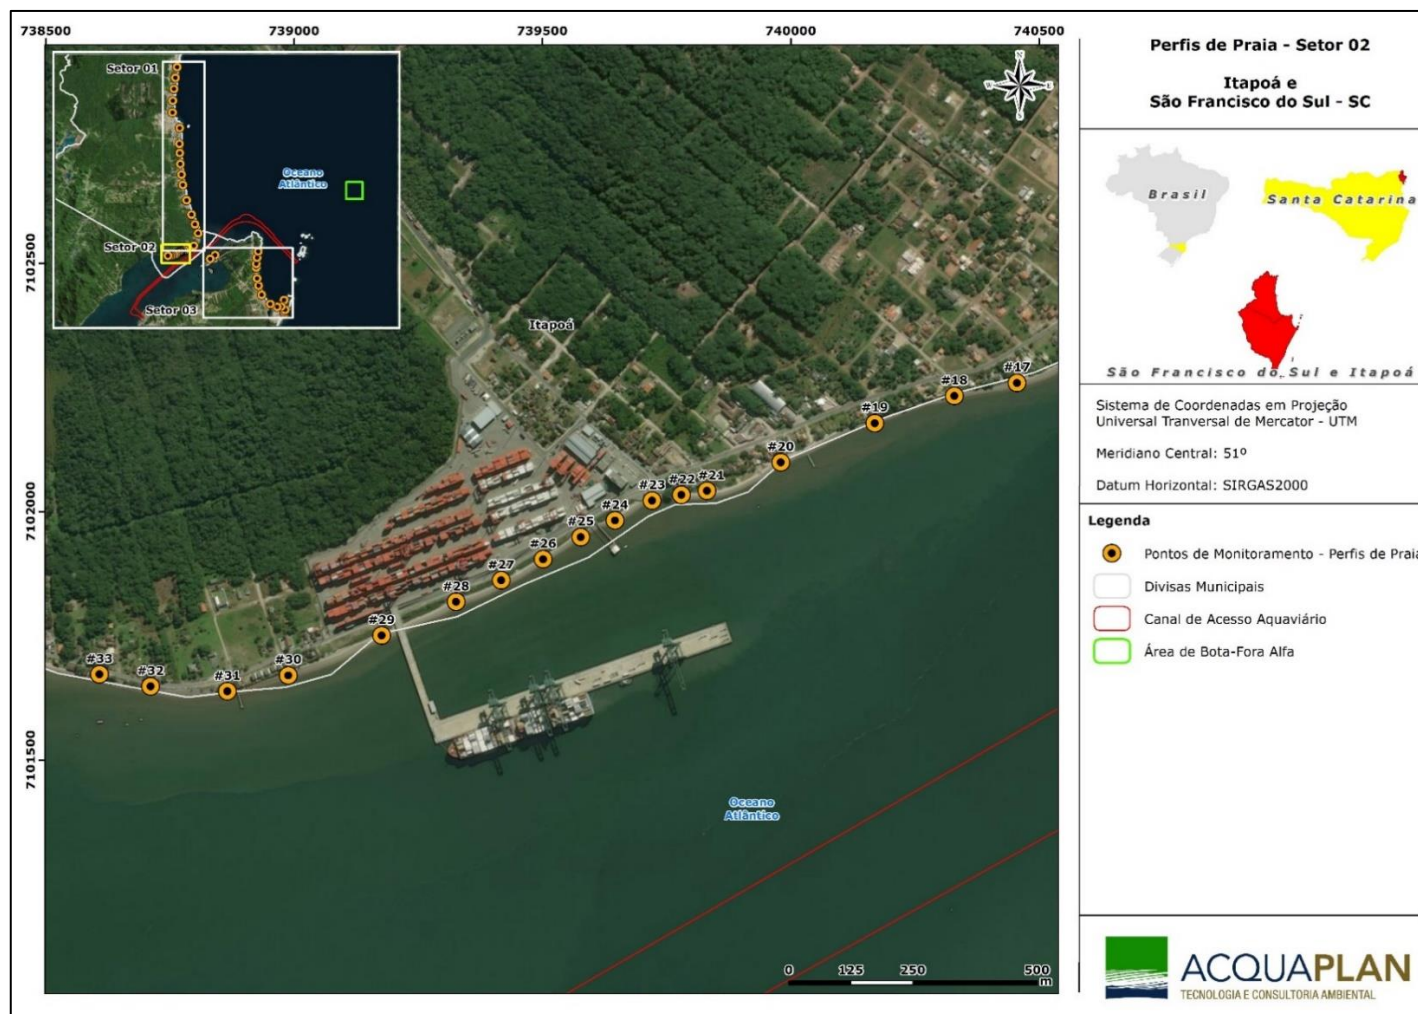 738500
739000
739500
740000
740500
7102500
7102000
7101500
Setor 01
Oceano
Atlântico
Setor 02
Setor 03
N
W
E
S
Itapoá
#17
#18
#19
#20
#21
#22
#23
#24
#25
#26
#27
#28
#29
#30
#31
#32
#33
Oceano
Atlântico
0 125 250 500
m
Perfis de Praia - Setor 02
Itapoá e
São Francisco do Sul - SC
Brasil
Santa Catarina
São Francisco do Sul e Itapoá
Sistema de Coordenadas em Projeção
Universal Tranversal de Mercator - UTM
Meridiano Central: 51º
Datum Horizontal: SIRGAS2000
Legenda
Pontos de Monitoramento - Perfis de Praia
Divisas Municipais
Canal de Acesso Aquaviário
Área de Bota-Fora Alfa
ACQUAPLAN
TECNOLOGIA E CONSULTORIA AMBIENTAL